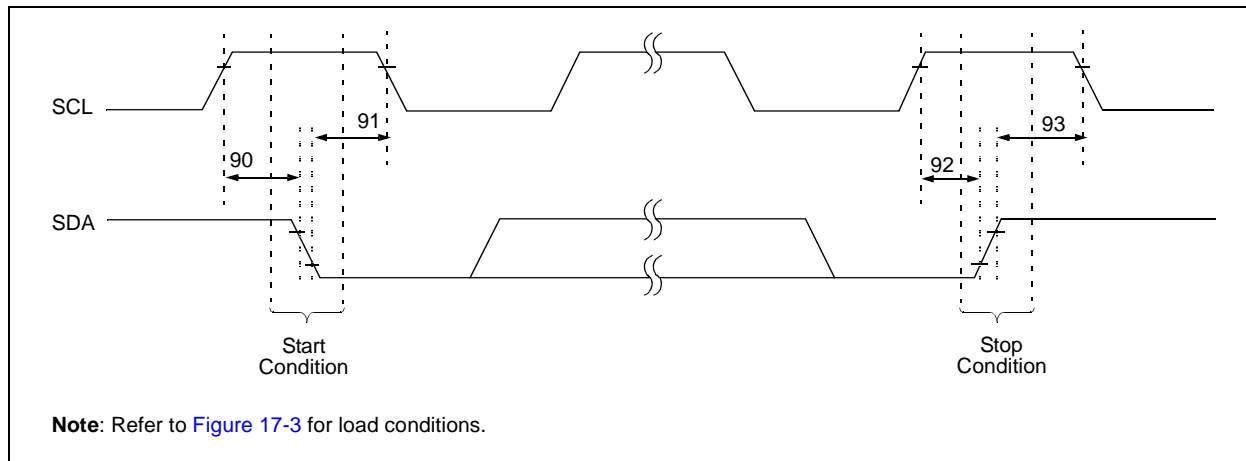 SCL
91
93
90
92
SDA
Start
Condition
Stop
Condition
Note: Refer to Figure 17-3 for load conditions.